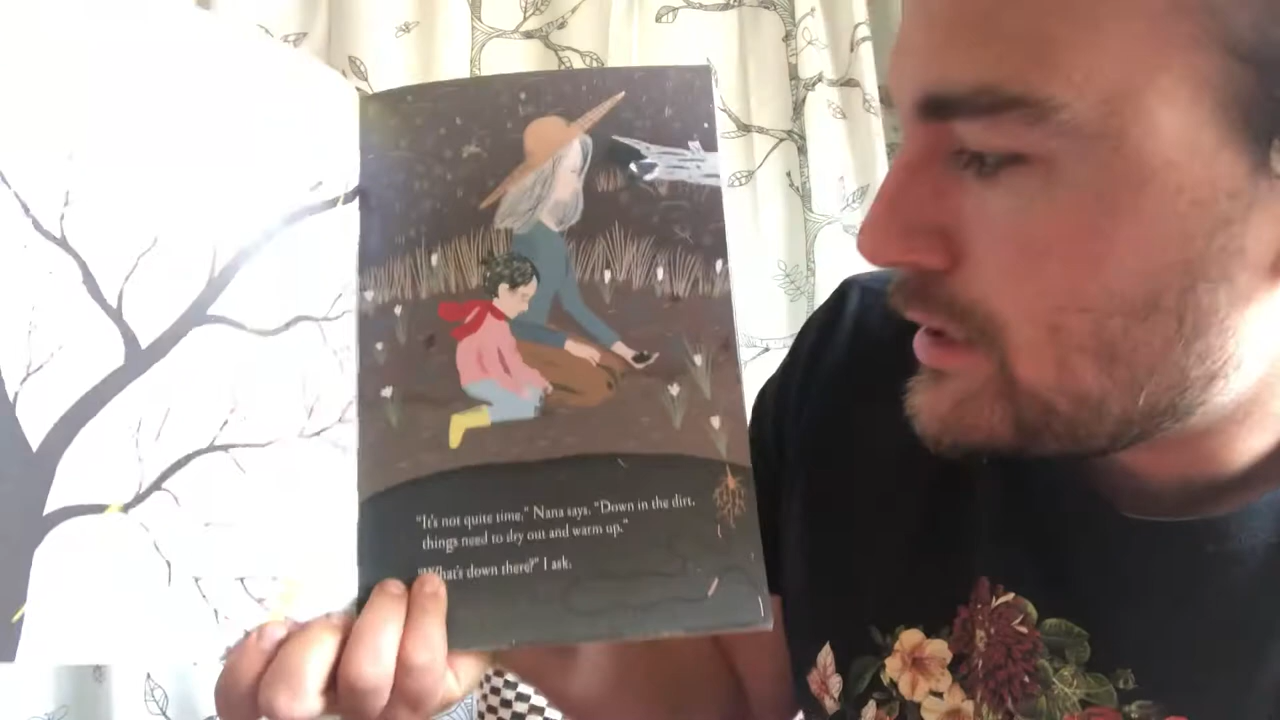 "It's not quite time," Nana says. "Down in the dirt,
things need to dry out and warm up."
"What's down there?" I ask.